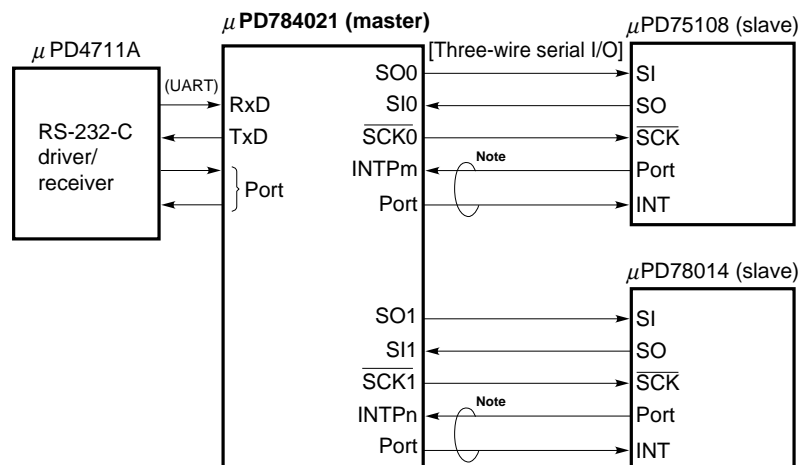 μPD4711A
RS-232-C
driver/
receiver
(UART)
μPD784021 (master)
RxD
TxD
Port
[Three-wire serial I/O]
SO0
SI0
SCK0
INTPm
Port
Note
μPD75108 (slave)
SI
SO
SCK
Port
INT
SO1
SI1
SCK1
INTPn
Port
Note
μPD78014 (slave)
SI
SO
SCK
Port
INT